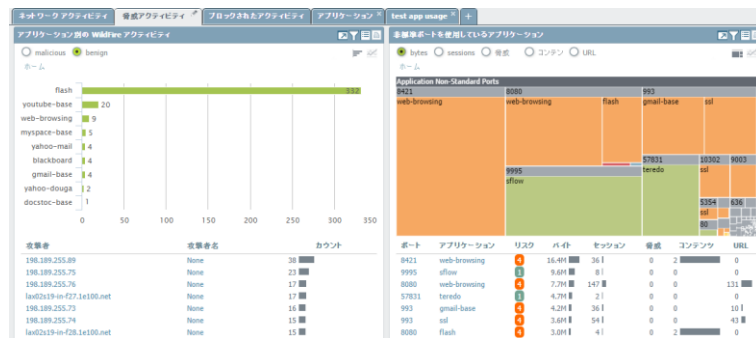 ネットワーク アクティビティ 脅威アクティビティ ブロックされたアクティビティ アプリケーション test app usage +
アプリケーション別の WildFire アクティビティ
malicious benign
ホーム
flash 332
youtube-base 20
web-browsing 9
myspace-base 5
yahoo-mail 4
blackboard 4
gmail-base 4
yahoo-douga 2
docstoc-base 1
0 50 100 150 200 250 300 350
攻撃者 攻撃者名 カウント
198.189.255.89 None 38
198.189.255.75 None 23
198.189.255.76 None 17
lax02s19-in-f27.1e100.net None 17
198.189.255.73 None 16
198.189.255.74 None 15
lax02s19-in-f28.1e100.net None 15
非標準ポートを使用しているアプリケーション
bytes sessions 脅威 コンテン ツ URL
ホーム
Application Non-Standard Ports
8421 8080 993
web-browsing web-browsing flash gmail-base ssl
9995 57831 10302 9003
sflow teredo ssl
5354 636
ssl
80
ポート アプリケーション リスク バイト セッション 脅威 コンテンツ URL
8421 web-browsing 4 16.4M 36 0 2 0
9995 sflow 1 9.6M 8 0 0 0
8080 web-browsing 4 7.7M 147 0 0 131
57831 teredo 1 4.7M 2 0 0 0
993 gmail-base 4 4.2M 36 0 0 10
993 ssl 4 3.6M 54 0 0 43
8080 flash 4 3.0M 4 0 2 0